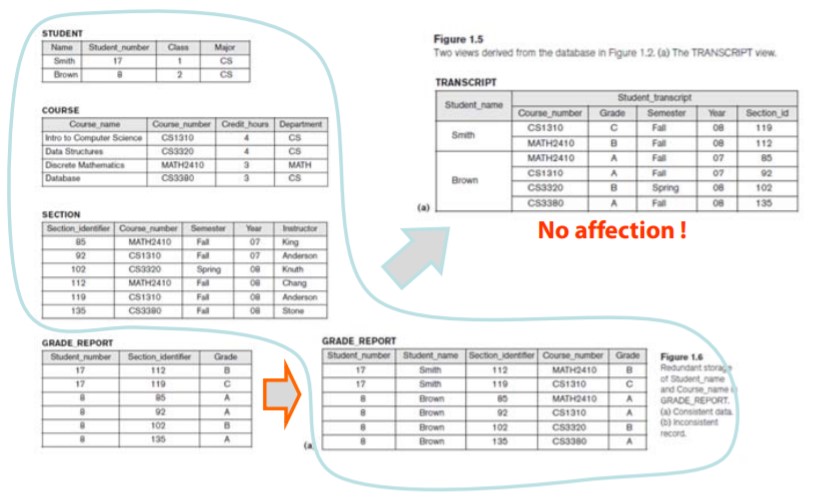 STUDENT
Name Student_number Class Major
Smith 17 1 CS
Brown 8 2 CS
COURSE
Course_name Course_number Credit_hours Department
Intro to Computer Science CS1310 4 CS
Data Structures CS3320 4 CS
Discrete Mathematics MATH2410 3 MATH
Database CS3380 3 CS
SECTION
Section_identifier Course_number Semester Year Instructor
85 MATH2410 Fall 07 King
92 CS1310 Fall 07 Anderson
102 CS3320 Spring 08 Knuth
112 MATH2410 Fall 08 Chang
119 CS1310 Fall 08 Anderson
135 CS3380 Fall 08 Stone
GRADE_REPORT
Student_number Section_identifier Grade
17 112 B
17 119 C
8 85 A
8 92 A
8 102 B
8 135 A
Figure 1.5
Two views derived from the database in Figure 1.2. (a) The TRANSCRIPT view.
TRANSCRIPT
Student_name Student_transcript
Course_number Grade Semester Year Section_id
Smith
CS1310 C Fall 08 119
MATH2410 B Fall 08 112
Brown
MATH2410 A Fall 07 85
CS1310 A Fall 07 92
CS3320 B Spring 08 102
CS3380 A Fall 08 135
(a)
No affection !
GRADE_REPORT
Student_number Student_name Section_identifier Course_number Grade
17 Smith 112 MATH2410 B
17 Smith 119 CS1310 C
8 Brown 85 MATH2410 A
8 Brown 92 CS1310 A
8 Brown 102 CS3320 B
8 Brown 135 CS3380 A
(a
Figure 1.6
Redundant storage
of Student_name
and Course_name in
GRADE_REPORT.
(a) Consistent data.
(b) Inconsistent
record.